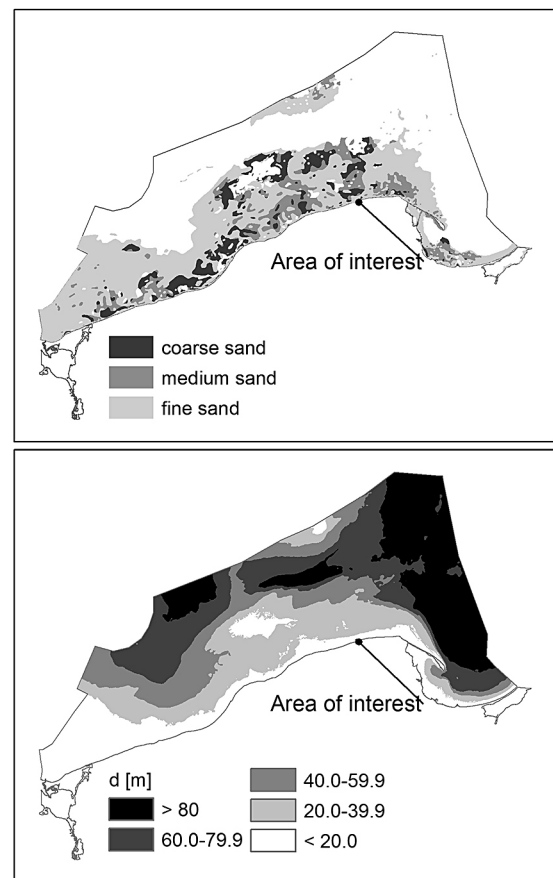 Area of interest
coarse sand
medium sand
fine sand
Area of interest
d [m]
> 80
60.0-79.9
40.0-59.9
20.0-39.9
< 20.0